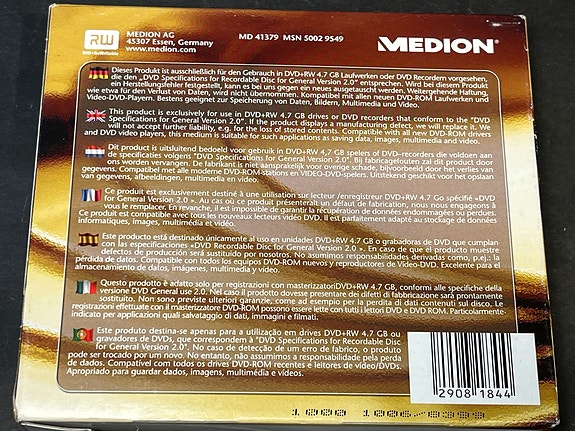 RW
DVD+ReWritable
MEDION AG
45307 Essen, Germany
www.medion.com
MD 41379 MSN 5002 9549
MEDION®
Dieses Produkt ist ausschließlich für den Gebrauch in DVD+RW 4.7 GB Laufwerken oder DVD Recordern vorgesehen,
die den „DVD Specifications for Recordable Disc for General Version 2.0" entsprechen. Wird bei diesem Produkt
ein Herstellungsfehler festgestellt, kann es bei uns gegen ein neues ausgetauscht werden. Weitergehende Haftung,
wie etwa für den Verlust von Daten, wird nicht übernommen. Kompatibel mit allen neuen DVD-ROM Laufwerken und
Video-DVD-Playern. Bestens geeignet zur Speicherung von Daten, Bildern, Multimedia und Video.
This product is exclusively for use in DVD+RW 4.7 GB drives or DVD recorders that conform to the "DVD
Specifications for General Version 2.0". If the product displays a manufacturing defect, we will replace it. We
will not accept further liability, e.g. for the loss of stored contents. Compatible with all new DVD-ROM drives
and DVD video players, this medium is suitable for such applications as saving data, images, multimedia and video.
Dit product is uitsluitend bedoeld voor gebruik in DVD+RW 4,7 GB spelers of DVD-recorders die voldoen aan
de specificaties volgens "DVD Specifications for General Version 2.0". Bij fabricagefouten zal dit product door
ons worden vervangen. De fabrikant is niet aansprakelijk voor overige schade, bijvoorbeeld door het verlies van
gegevens. Compatibel met alle moderne DVD-ROM-stations en VIDEO-DVD-spelers. Uitstekend geschikt voor het opslaan
van gegevens, afbeeldingen, multimedia en video.
Ce produit est exclusivement destiné à une utilisation sur lecteur /enregistreur DVD+RW 4,7 Go spécifié «DVD
for General Version 2.0 ». Au cas où ce produit présenterait un défaut de fabrication, nous nous engageons à
vous le remplacer. En revanche, il est impossible de garantir la récupération de données endommagées ou perdues.
Ce produit est compatible avec tous les nouveaux lecteurs vidéo DVD. Il est parfaitement adapté au stockage de données
informatiques, images, multimédia et vidéo.
Este producto está destinado únicamente al uso en unidades DVD+RW 4,7 GB o grabadoras de DVD que cumplan
con las especificaciones «DVD Recordable Disc for General Version 2.0 ». En caso de que el producto muestre
defectos de producción será sustituido por nosotros. No asumimos responsabilidades derivadas como, p.ej.: la
pérdida de datos. Compatible con todos los equipos DVD-ROM nuevos y reproductores de Vídeo-DVD. Excelente para el
almacenamiento de datos, imágenes, multimedia y vídeo.
Questo prodotto è adatto solo per registrazioni con masterizzatori DVD+RW 4.7 GB, conformi alle specifiche della
versione DVD General use 2.0. Nel caso il prodotto dovesse presentare dei difetti di fabbricazione sarà prontamente
sostituito. Non sono previste ulteriori garanzie, come ad esempio per la perdita di dati contenuti sul disco. Le
registrazioni effettuate con il masterizzatore DVD-ROM possono essere lette con tutti i lettori DVD e DVD ROM. Particolarmente
indicato per applicazioni quali salvataggio di dati, immagini e filmati.
Este produto destina-se apenas para a utilização em drives DVD+RW 4.7 GB ou
gravadores de DVDs, que correspondem à "DVD Specifications for Recordable Disc
for General Version 2.0". No caso de detecção de um erro de fabrico, o produto
pode ser trocado por um novo. No entanto, não assumimos a responsabilidade pela perda
de dados. Compatível com todos os drives DVD-ROM recentes e leitores de vídeo/DVDs.
Apropriado para guardar dados, imagens, multimédia e vídeos.
2908 1844